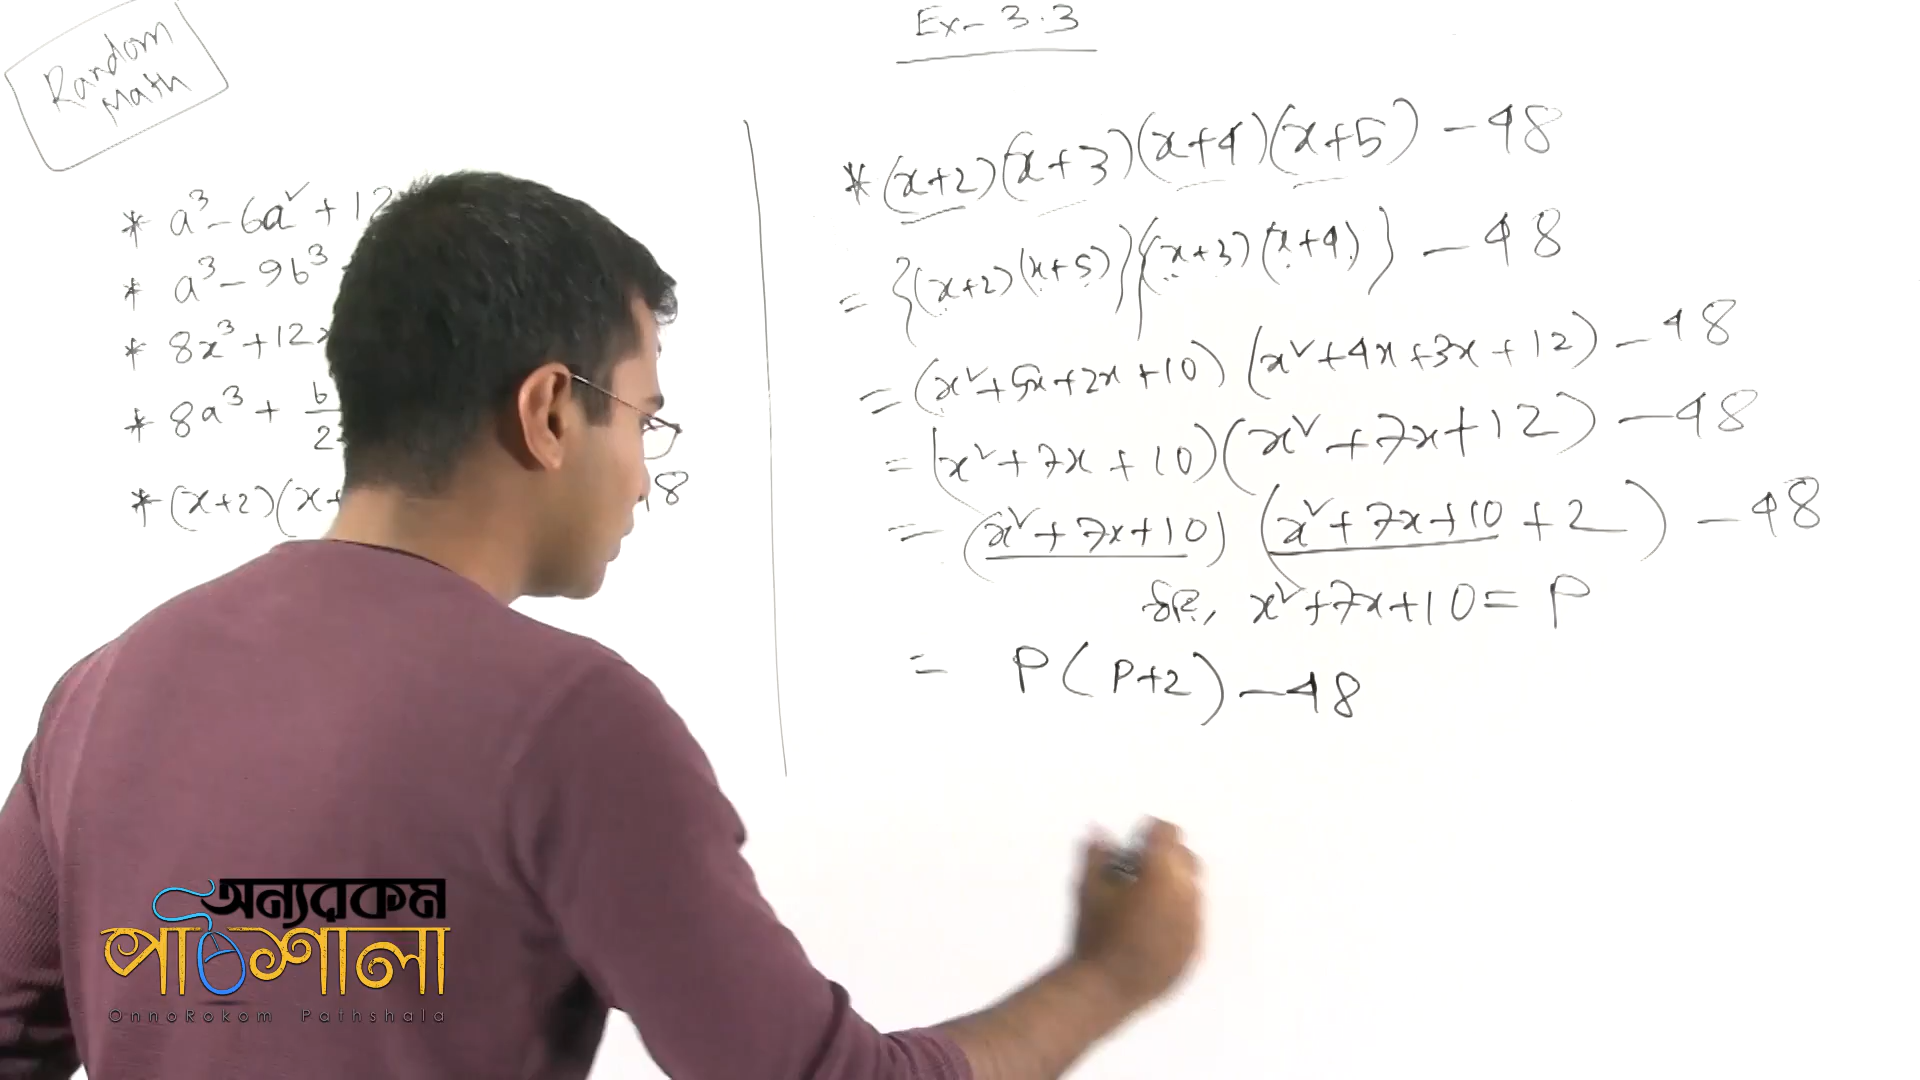 Ex- 3.3
Random
Math
* a³ - 6a² + 12
* a³ - 9b³
* 8x³ + 12x
* 8a³ + b/2
* (x+2)(x+ 48
* (x+2)(x+3)(x+4)(x+5) - 48
= {(x+2)(x+5)}{(x+3)(x+4)} - 48
= (x² + 5x + 2x + 10) (x² + 4x + 3x + 12) - 48
= (x² + 7x + 10)(x² + 7x + 12) - 48
= (x² + 7x + 10) (x² + 7x + 10 + 2) - 48
ধরি, x² + 7x + 10 = P
= P(P+2) - 48
অন্যরকম
পাঠশালা
OnnoRokom Pathshala